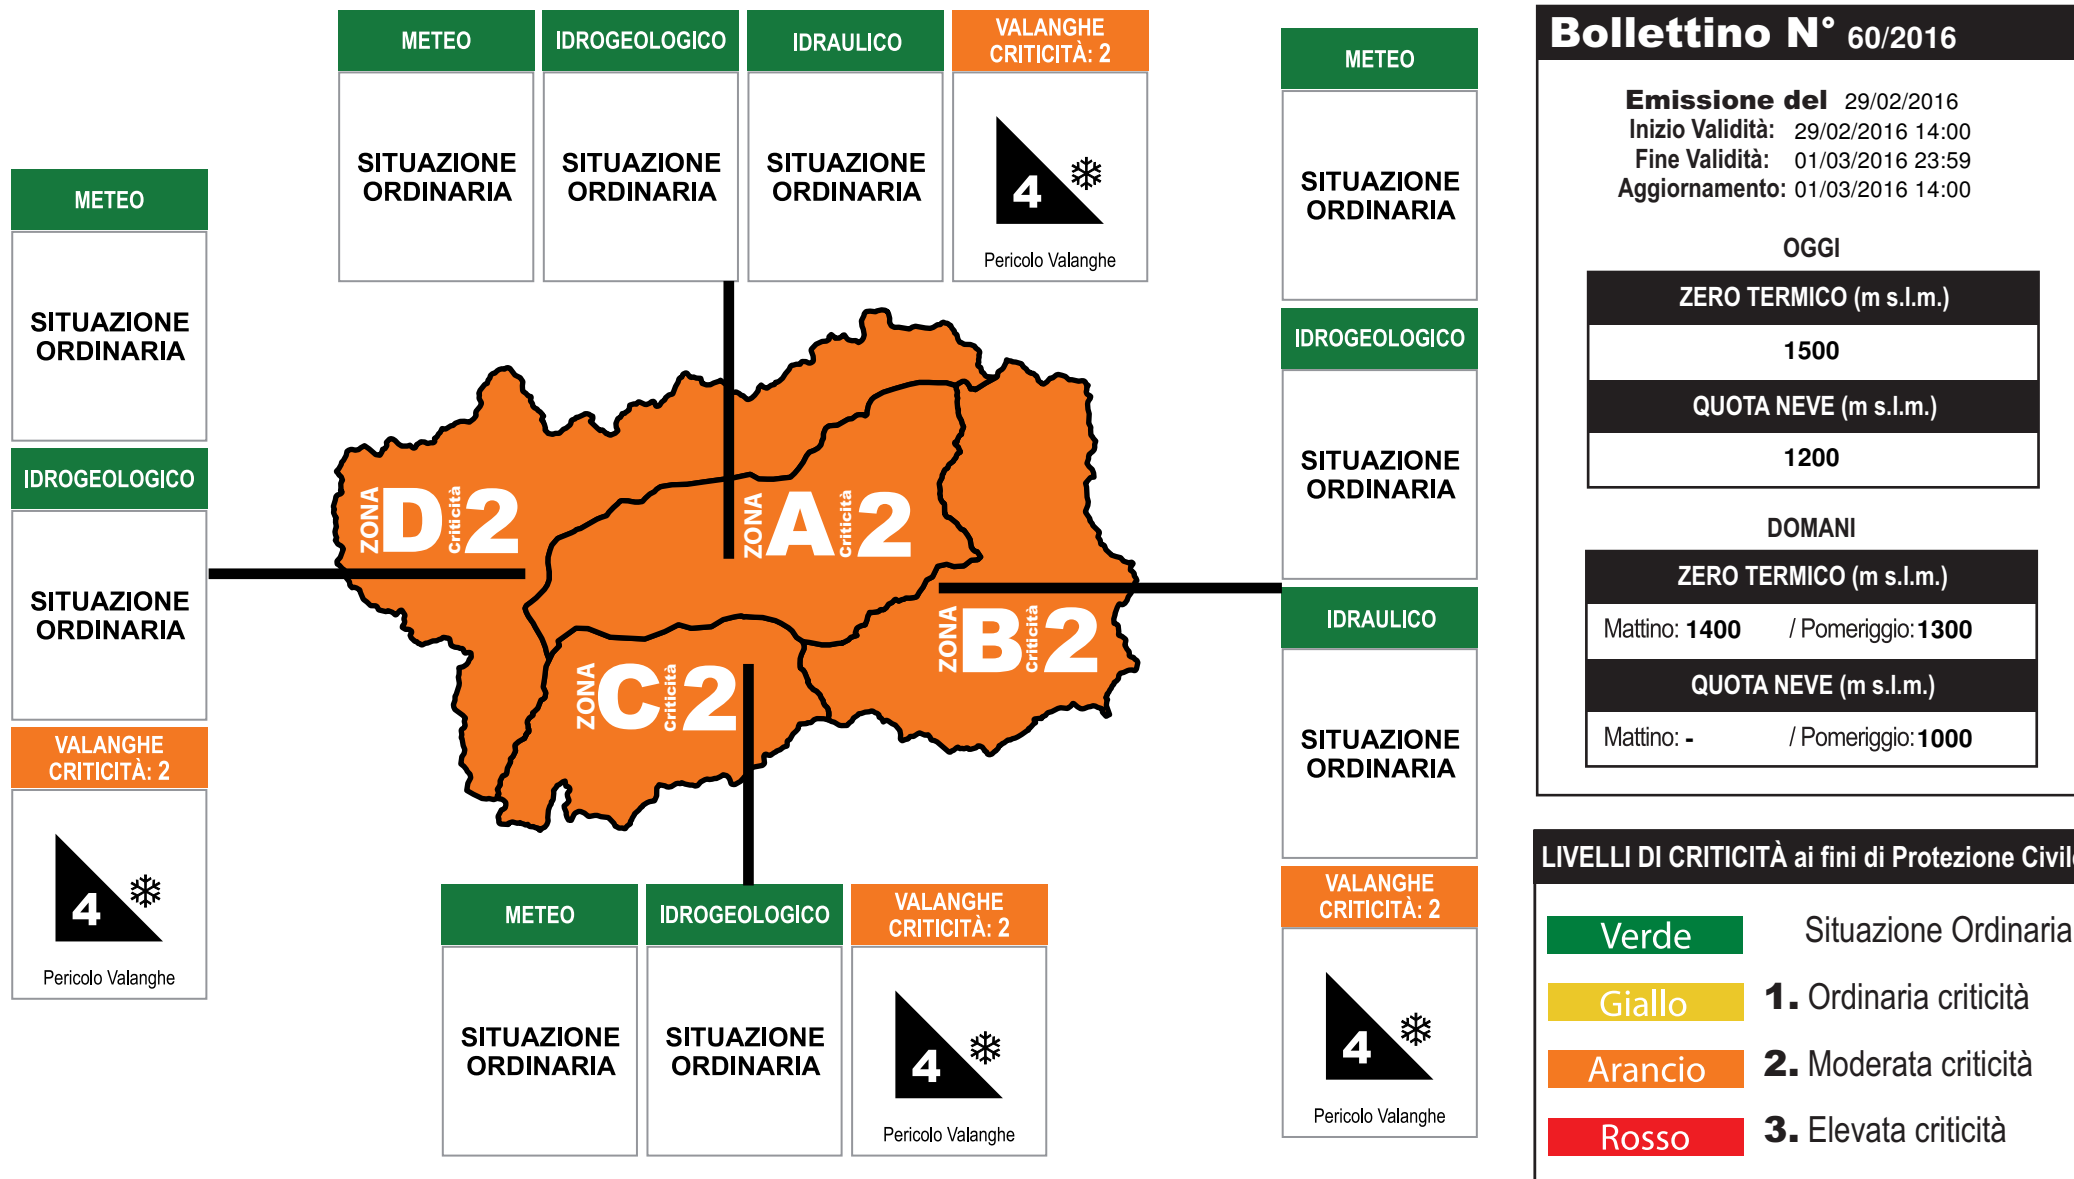 METEO
IDROGEOLOGICO
IDRAULICO
VALANGHE
CRITICITÀ: 2
SITUAZIONE
ORDINARIA
SITUAZIONE
ORDINARIA
SITUAZIONE
ORDINARIA
4
Pericolo Valanghe
METEO
SITUAZIONE
ORDINARIA
IDROGEOLOGICO
SITUAZIONE
ORDINARIA
VALANGHE
CRITICITÀ: 2
4
Pericolo Valanghe
ZONA D Criticità 2
ZONA A Criticità 2
ZONA B Criticità 2
ZONA C Criticità 2
METEO
IDROGEOLOGICO
VALANGHE
CRITICITÀ: 2
SITUAZIONE
ORDINARIA
SITUAZIONE
ORDINARIA
4
Pericolo Valanghe
METEO
SITUAZIONE
ORDINARIA
IDROGEOLOGICO
SITUAZIONE
ORDINARIA
IDRAULICO
SITUAZIONE
ORDINARIA
VALANGHE
CRITICITÀ: 2
4
Pericolo Valanghe
Bollettino N° 60/2016
Emissione del 29/02/2016
Inizio Validità: 29/02/2016 14:00
Fine Validità: 01/03/2016 23:59
Aggiornamento: 01/03/2016 14:00
OGGI
ZERO TERMICO (m s.l.m.)
1500
QUOTA NEVE (m s.l.m.)
1200
DOMANI
ZERO TERMICO (m s.l.m.)
Mattino: 1400 / Pomeriggio: 1300
QUOTA NEVE (m s.l.m.)
Mattino: - / Pomeriggio: 1000
LIVELLI DI CRITICITÀ ai fini di Protezione Civile
Verde Situazione Ordinaria
Giallo 1. Ordinaria criticità
Arancio 2. Moderata criticità
Rosso 3. Elevata criticità